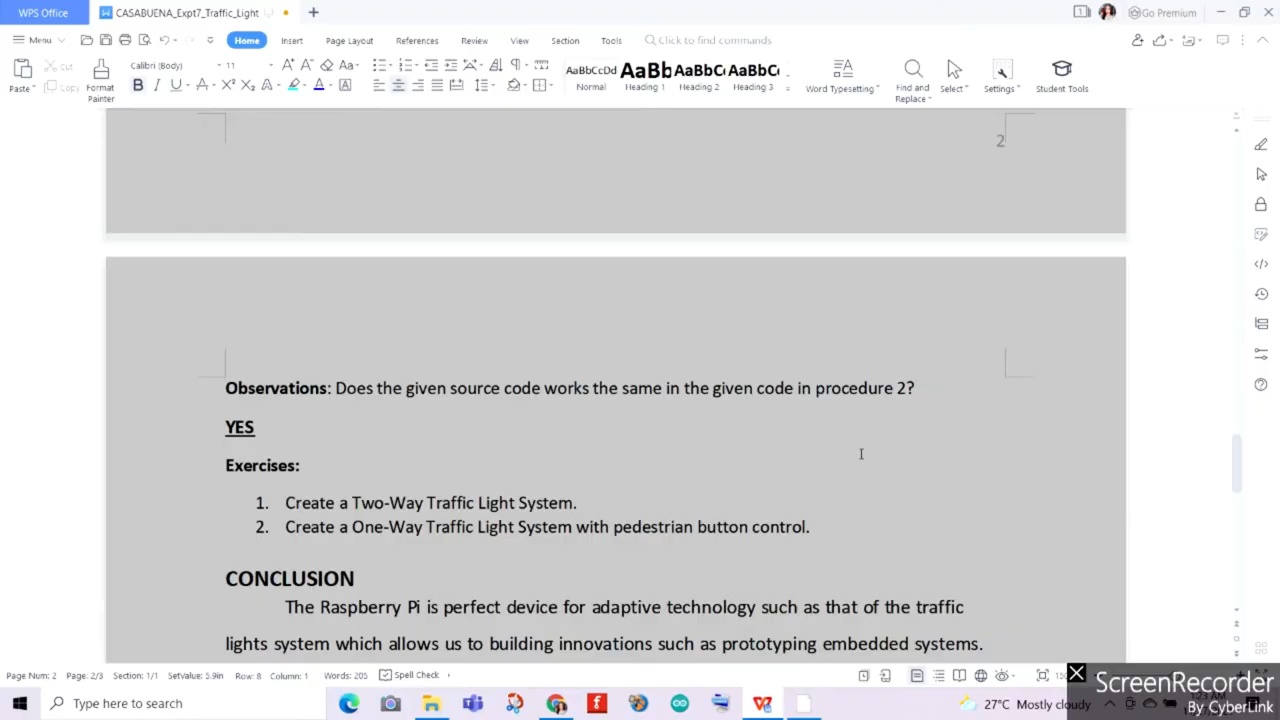 WPS Office CASABUENA_Expt7_Traffic_Light Go Premium
Menu Home Insert Page Layout References Review View Section Tools Click to find commands
Paste Cut Copy Format Painter Calibri (Body) 11 AaBbCcDd Normal AaBb Heading 1 AaBbC Heading 2 AaBbC Heading 3 Word Typesetting Find and Replace Select Settings Student Tools
2
Observations: Does the given source code works the same in the given code in procedure 2?
YES
Exercises:
1. Create a Two-Way Traffic Light System.
2. Create a One-Way Traffic Light System with pedestrian button control.
CONCLUSION
The Raspberry Pi is perfect device for adaptive technology such as that of the traffic
lights system which allows us to building innovations such as prototyping embedded systems.
Page Num: 2 Page: 2/3 Section: 1/1 SetValue: 5.9in Row: 8 Column: 1 Words: 205 Spell Check
ScreenRecorder
By CyberLink
Type here to search 27°C Mostly cloudy